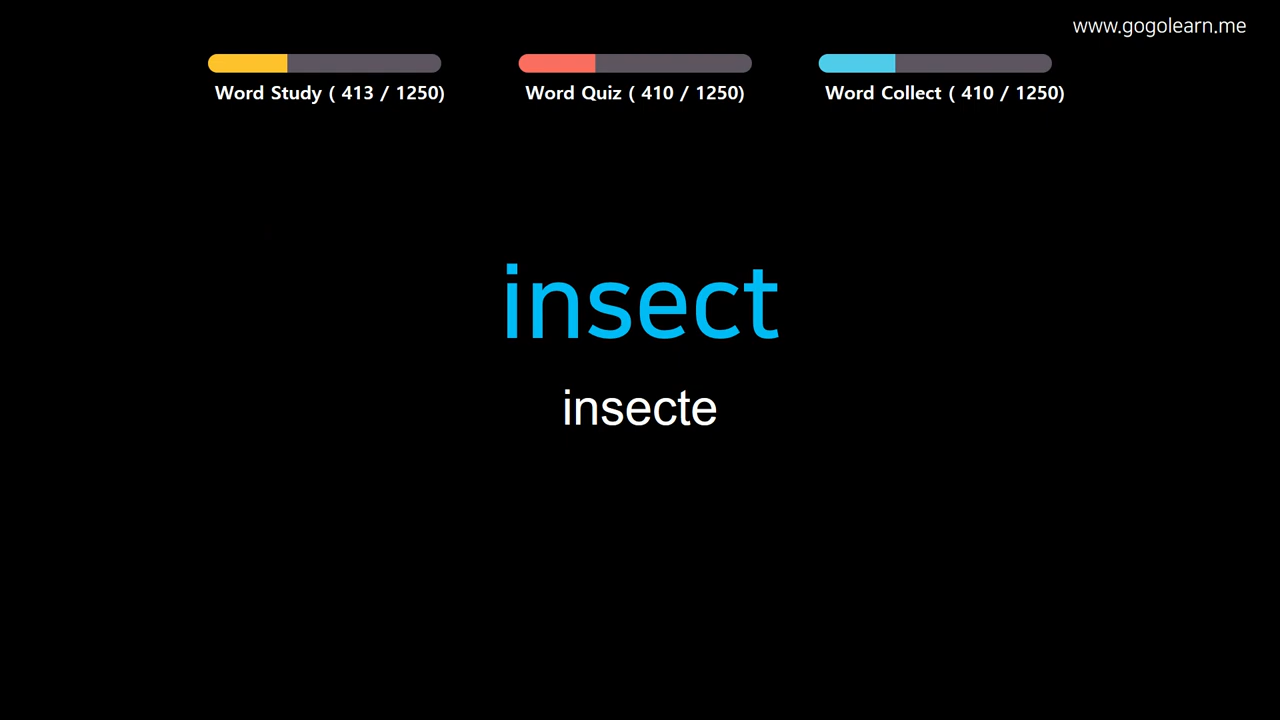 www.gogolearn.me
Word Study ( 413 / 1250)
Word Quiz ( 410 / 1250)
Word Collect ( 410 / 1250)
insect
insecte